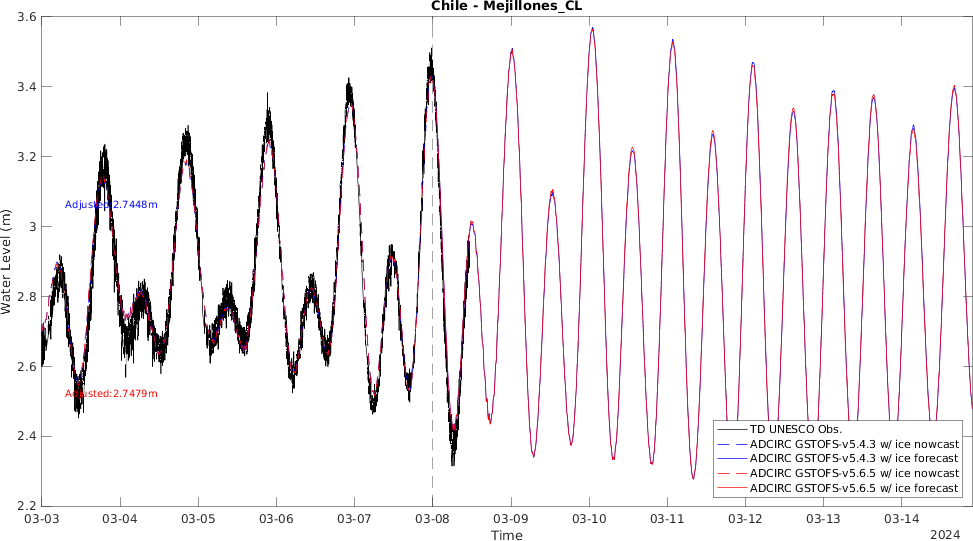 Chile - Mejillones_CL
3.6
3.4
3.2
3
2.8
2.6
2.4
2.2
Water Level (m)
Adjusted:2.7448m
Adjusted:2.7479m
TD UNESCO Obs.
ADCIRC GSTOFS-v5.4.3 w/ ice nowcast
ADCIRC GSTOFS-v5.4.3 w/ ice forecast
ADCIRC GSTOFS-v5.6.5 w/ ice nowcast
ADCIRC GSTOFS-v5.6.5 w/ ice forecast
03-03 03-04 03-05 03-06 03-07 03-08 03-09 03-10 03-11 03-12 03-13 03-14
Time
2024